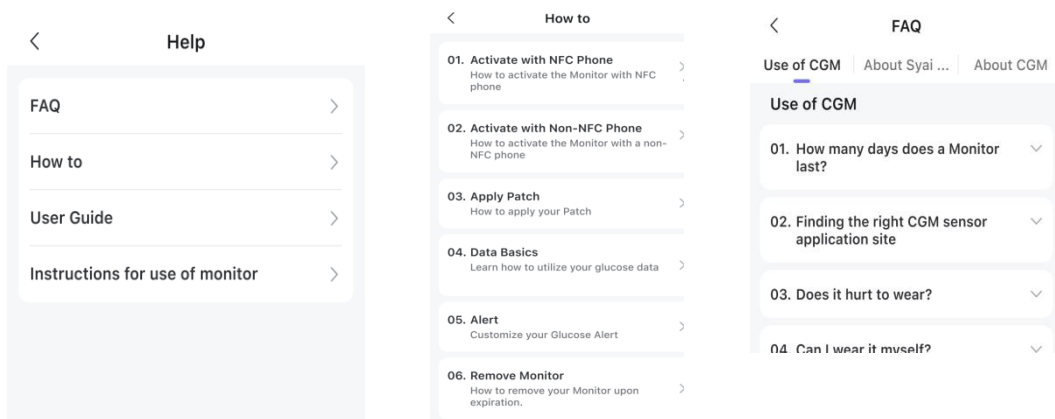 Help
FAQ
How to
User Guide
Instructions for use of monitor
How to
01. Activate with NFC Phone
How to activate the Monitor with NFC
phone
02. Activate with Non-NFC Phone
How to activate the Monitor with a non-
NFC phone
03. Apply Patch
How to apply your Patch
04. Data Basics
Learn how to utilize your glucose data
05. Alert
Customize your Glucose Alert
06. Remove Monitor
How to remove your Monitor upon
expiration.
FAQ
Use of CGM
About Syai ...
About CGM
Use of CGM
01. How many days does a Monitor
last?
02. Finding the right CGM sensor
application site
03. Does it hurt to wear?
04. Can I wear it myself?